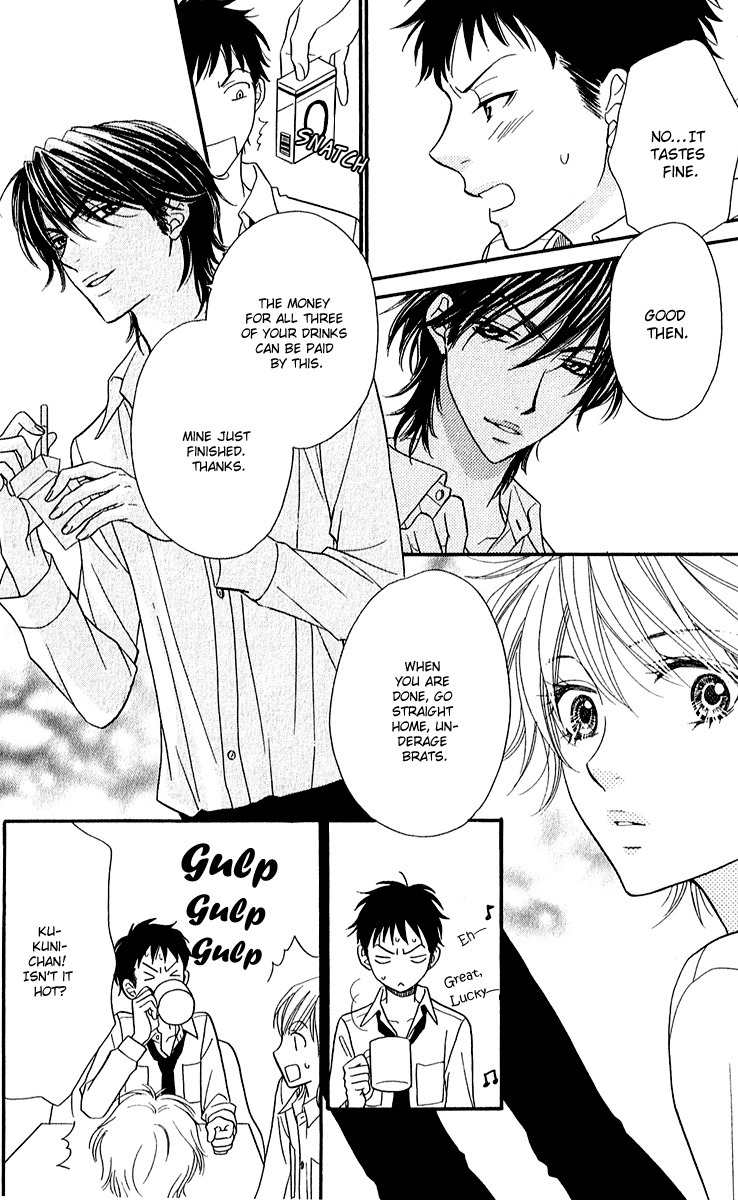 NO...IT
TASTES
FINE.
GOOD
THEN.
SNATCH
THE MONEY
FOR ALL THREE
OF YOUR DRINKS
CAN BE PAID
BY THIS.
MINE JUST
FINISHED.
THANKS.
WHEN
YOU ARE
DONE, GO
STRAIGHT
HOME, UN-
DERAGE
BRATS.
Eh—
Great,
Lucky—
Gulp
Gulp
Gulp
KU-
KUNI-
CHAN!
ISN'T IT
HOT?